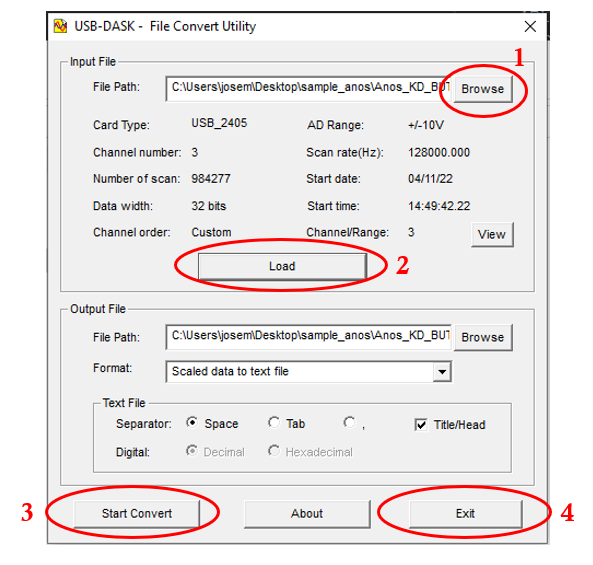 USB-DASK - File Convert Utility
1
Input File
File Path: C:\Users\josem\Desktop\sample_anos\Anos_KD_BUT Browse
Card Type: USB_2405 AD Range: +/-10V
Channel number: 3 Scan rate(Hz): 128000.000
Number of scan: 984277 Start date: 04/11/22
Data width: 32 bits Start time: 14:49:42.22
Channel order: Custom Channel/Range: 3 View
Load 2
Output File
File Path: C:\Users\josem\Desktop\sample_anos\Anos_KD_BUT Browse
Format: Scaled data to text file
Text File
Separator: Space Tab , Title/Head
Digital: Decimal Hexadecimal
3 Start Convert About Exit 4